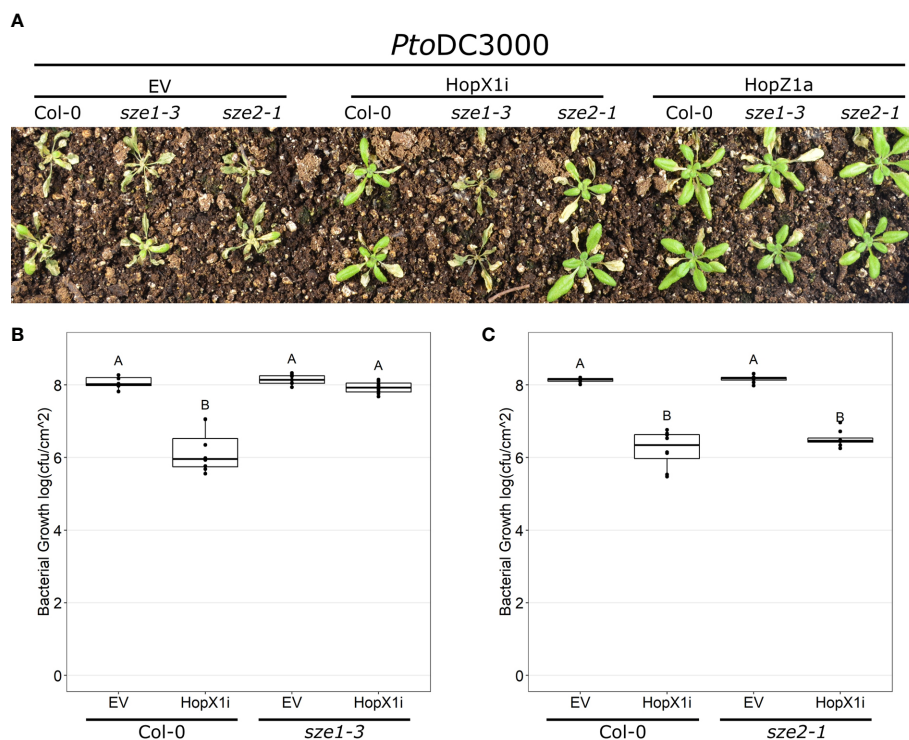 A
PtoDC3000
EV HopX1i HopZ1a
Col-0 sze1-3 sze2-1 Col-0 sze1-3 sze2-1 Col-0 sze1-3 sze2-1
B
Bacterial Growth log(cfu/cm^2)
8
6
4
2
0
A B A A
EV HopX1i EV HopX1i
Col-0 sze1-3
C
Bacterial Growth log(cfu/cm^2)
8
6
4
2
0
A B A B
EV HopX1i EV HopX1i
Col-0 sze2-1